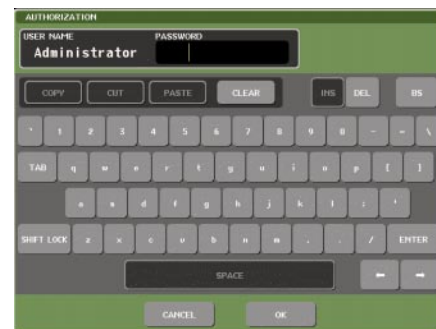 AUTHORIZATION
USER NAME PASSWORD
Administrator
COPY CUT PASTE CLEAR INS DEL BS
` 1 2 3 4 5 6 7 8 9 0 - = \
TAB q w e r t y u i o p [ ]
a s d f g h j k l ; '
SHIFT LOCK z x c v b n m , . / ENTER
SPACE ← →
CANCEL OK